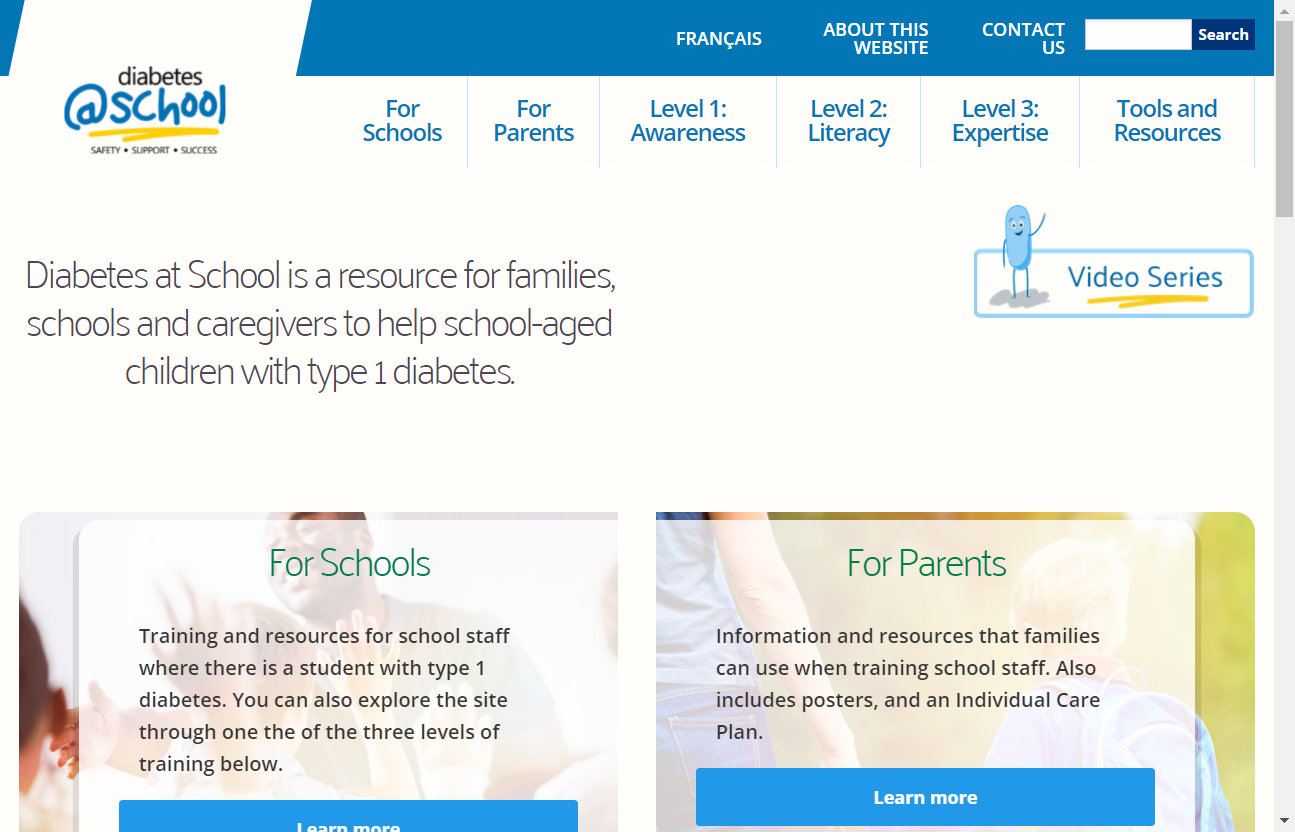 FRANÇAIS
ABOUT THIS
WEBSITE
CONTACT
US
Search
diabetes
@school
SAFETY • SUPPORT • SUCCESS
For
Schools
For
Parents
Level 1:
Awareness
Level 2:
Literacy
Level 3:
Expertise
Tools and
Resources
Video Series
Diabetes at School is a resource for families,
schools and caregivers to help school-aged
children with type 1 diabetes.
For Schools
Training and resources for school staff
where there is a student with type 1
diabetes. You can also explore the site
through one the of the three levels of
training below.
Learn more
For Parents
Information and resources that families
can use when training school staff. Also
includes posters, and an Individual Care
Plan.
Learn more